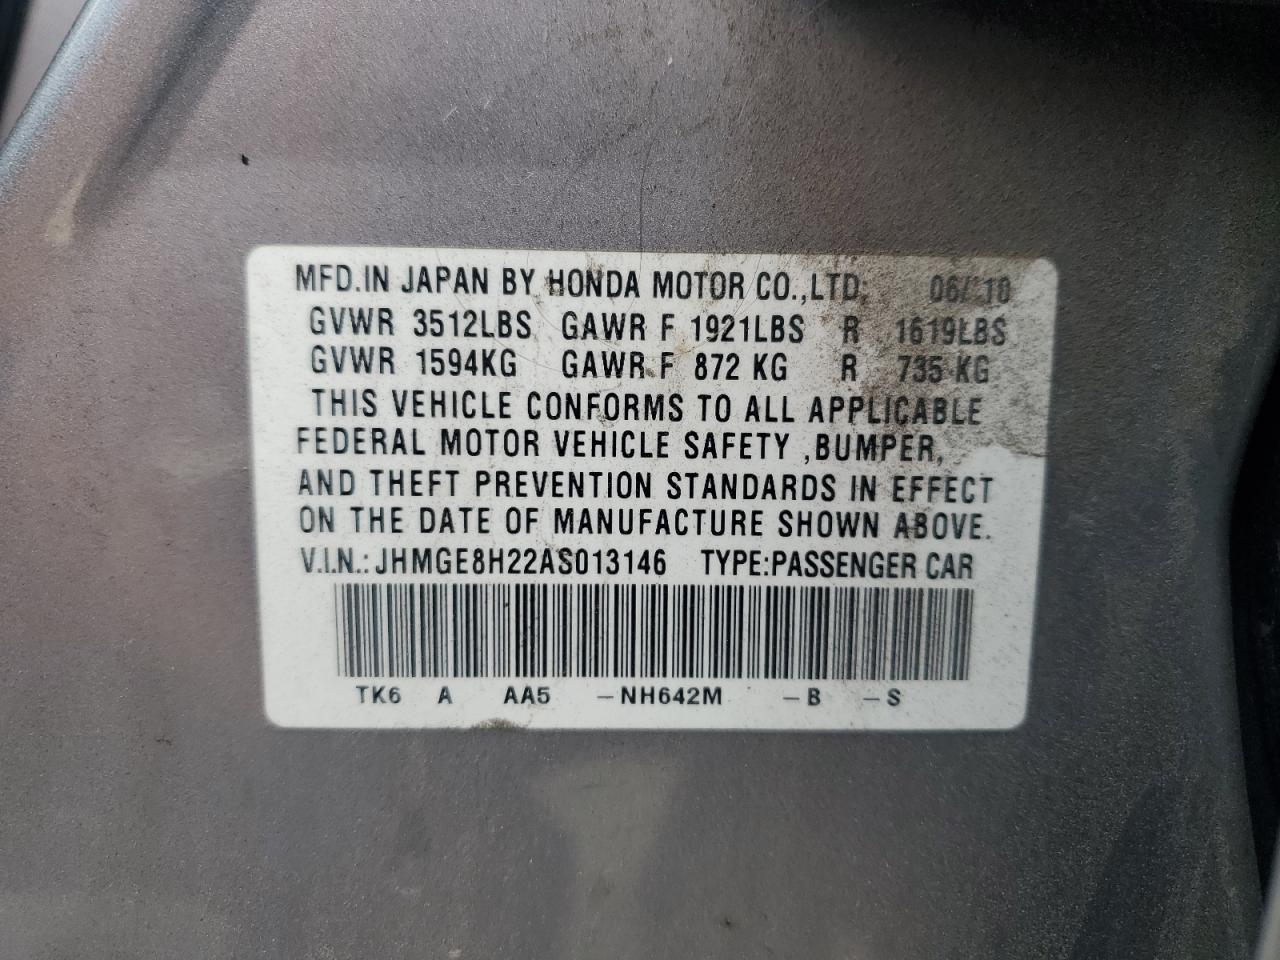 MFD.IN JAPAN BY HONDA MOTOR CO.,LTD. 06/ 10
GVWR 3512LBS GAWR F 1921LBS R 1619LBS
GVWR 1594KG GAWR F 872 KG R 735 KG
THIS VEHICLE CONFORMS TO ALL APPLICABLE
FEDERAL MOTOR VEHICLE SAFETY ,BUMPER,
AND THEFT PREVENTION STANDARDS IN EFFECT
ON THE DATE OF MANUFACTURE SHOWN ABOVE.
V.I.N.: JHMGE8H22AS013146 TYPE:PASSENGER CAR
TK6 A AA5 –NH642M –B –S